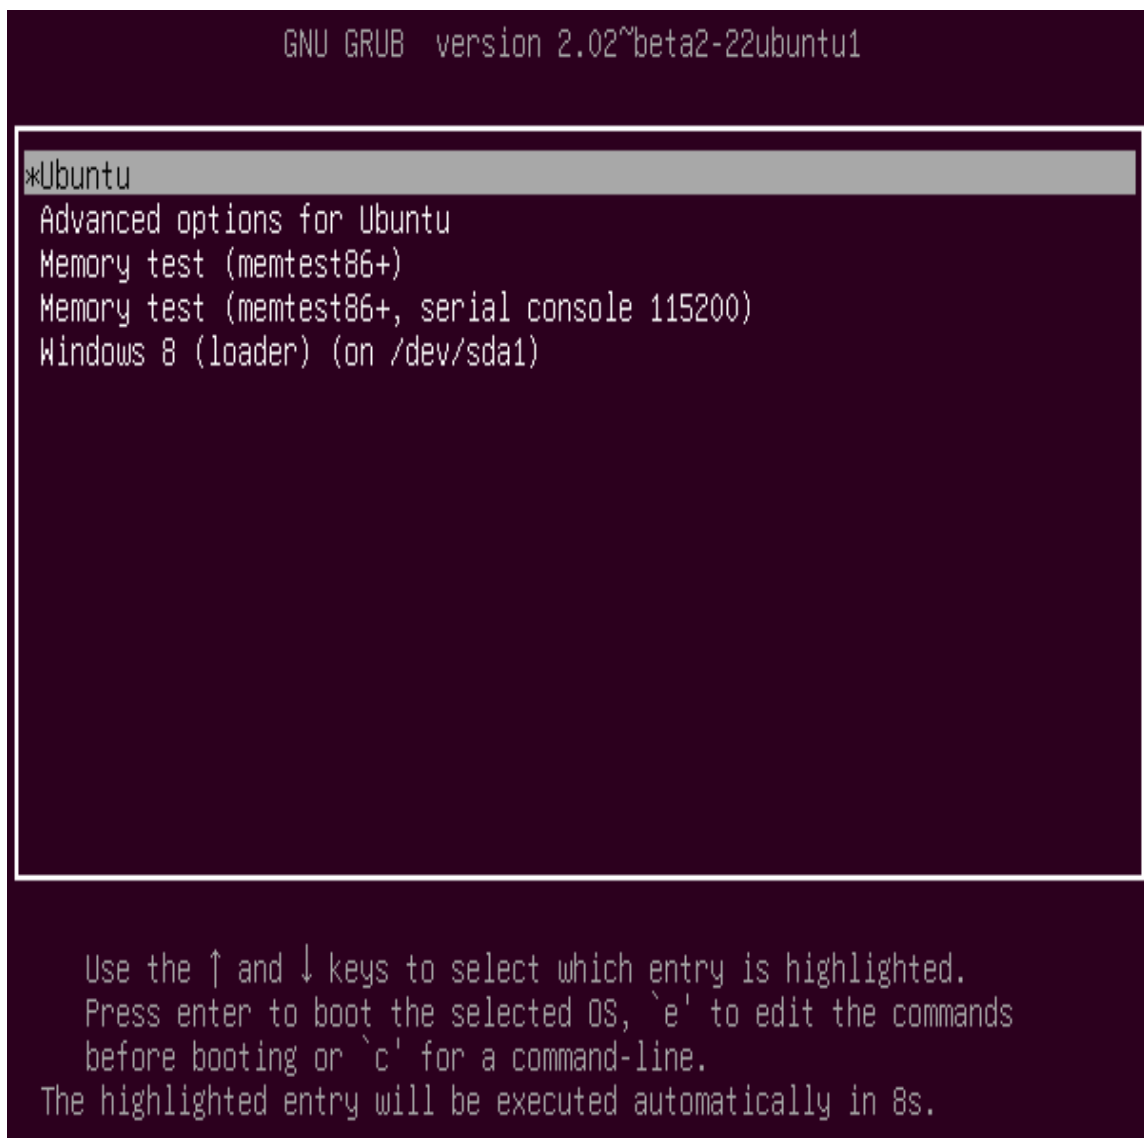 GNU GRUB  version 2.02~beta2-22ubuntu1
*Ubuntu
Advanced options for Ubuntu
Memory test (memtest86+)
Memory test (memtest86+, serial console 115200)
Windows 8 (loader) (on /dev/sda1)
Use the ↑ and ↓ keys to select which entry is highlighted.
Press enter to boot the selected OS, `e' to edit the commands
before booting or `c' for a command-line.
The highlighted entry will be executed automatically in 8s.